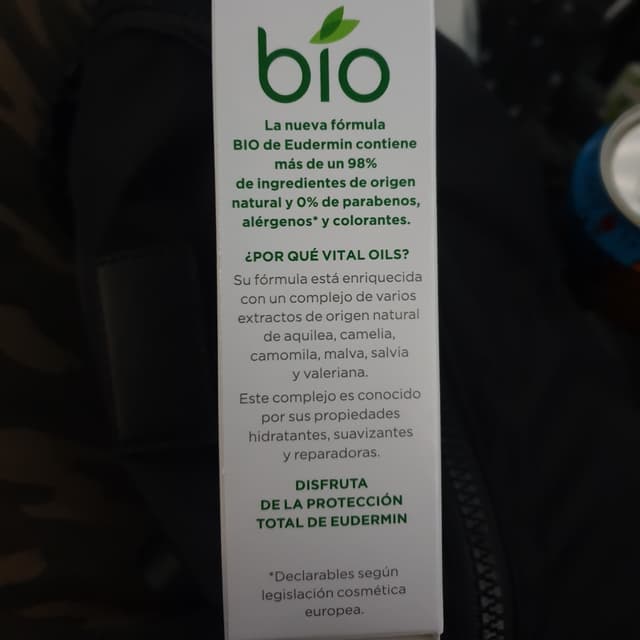 bio
La nueva fórmula
BIO de Eudermin contiene
más de un 98%
de ingredientes de origen
natural y 0% de parabenos,
alérgenos* y colorantes.
¿POR QUÉ VITAL OILS?
Su fórmula está enriquecida
con un complejo de varios
extractos de origen natural
de aquilea, camelia,
camomila, malva, salvia
y valeriana.
Este complejo es conocido
por sus propiedades
hidratantes, suavizantes
y reparadoras.
DISFRUTA
DE LA PROTECCIÓN
TOTAL DE EUDERMIN
*Declarables según
legislación cosmética
europea.